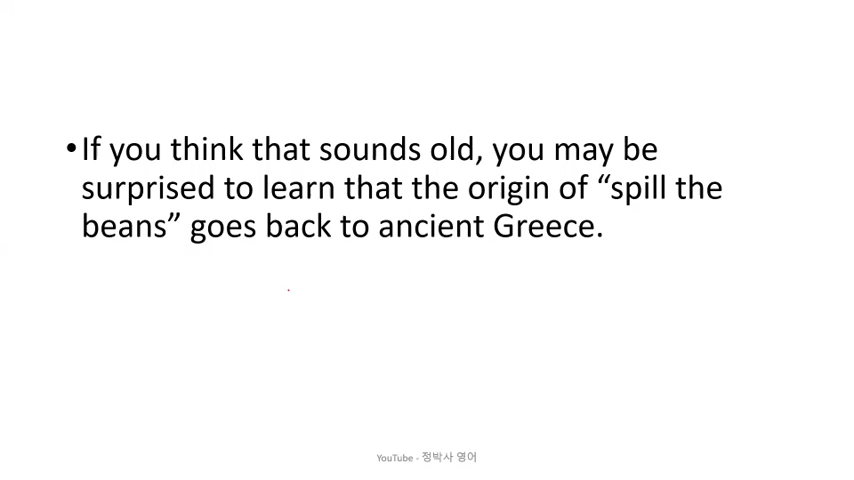 •If you think that sounds old, you may be
surprised to learn that the origin of “spill the
beans” goes back to ancient Greece.
YouTube - 정박사 영어